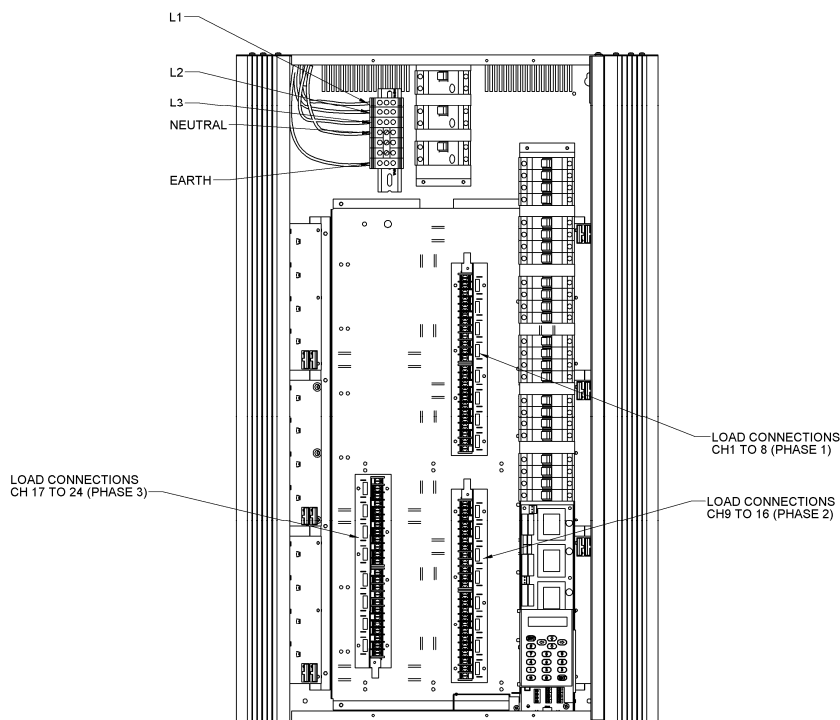 L1
L2
L3
NEUTRAL
EARTH
LOAD CONNECTIONS
CH1 TO 8 (PHASE 1)
LOAD CONNECTIONS
CH 17 TO 24 (PHASE 3)
LOAD CONNECTIONS
CH9 TO 16 (PHASE 2)